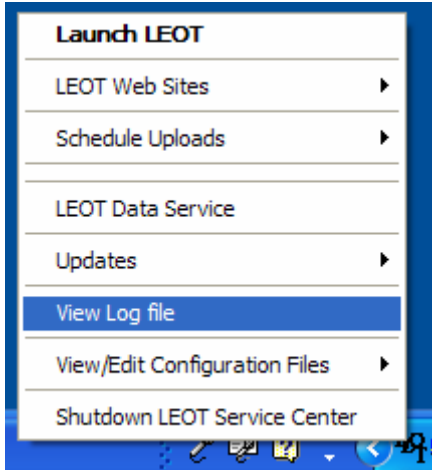 Launch LEOT
LEOT Web Sites
Schedule Uploads
LEOT Data Service
Updates
View Log file
View/Edit Configuration Files
Shutdown LEOT Service Center